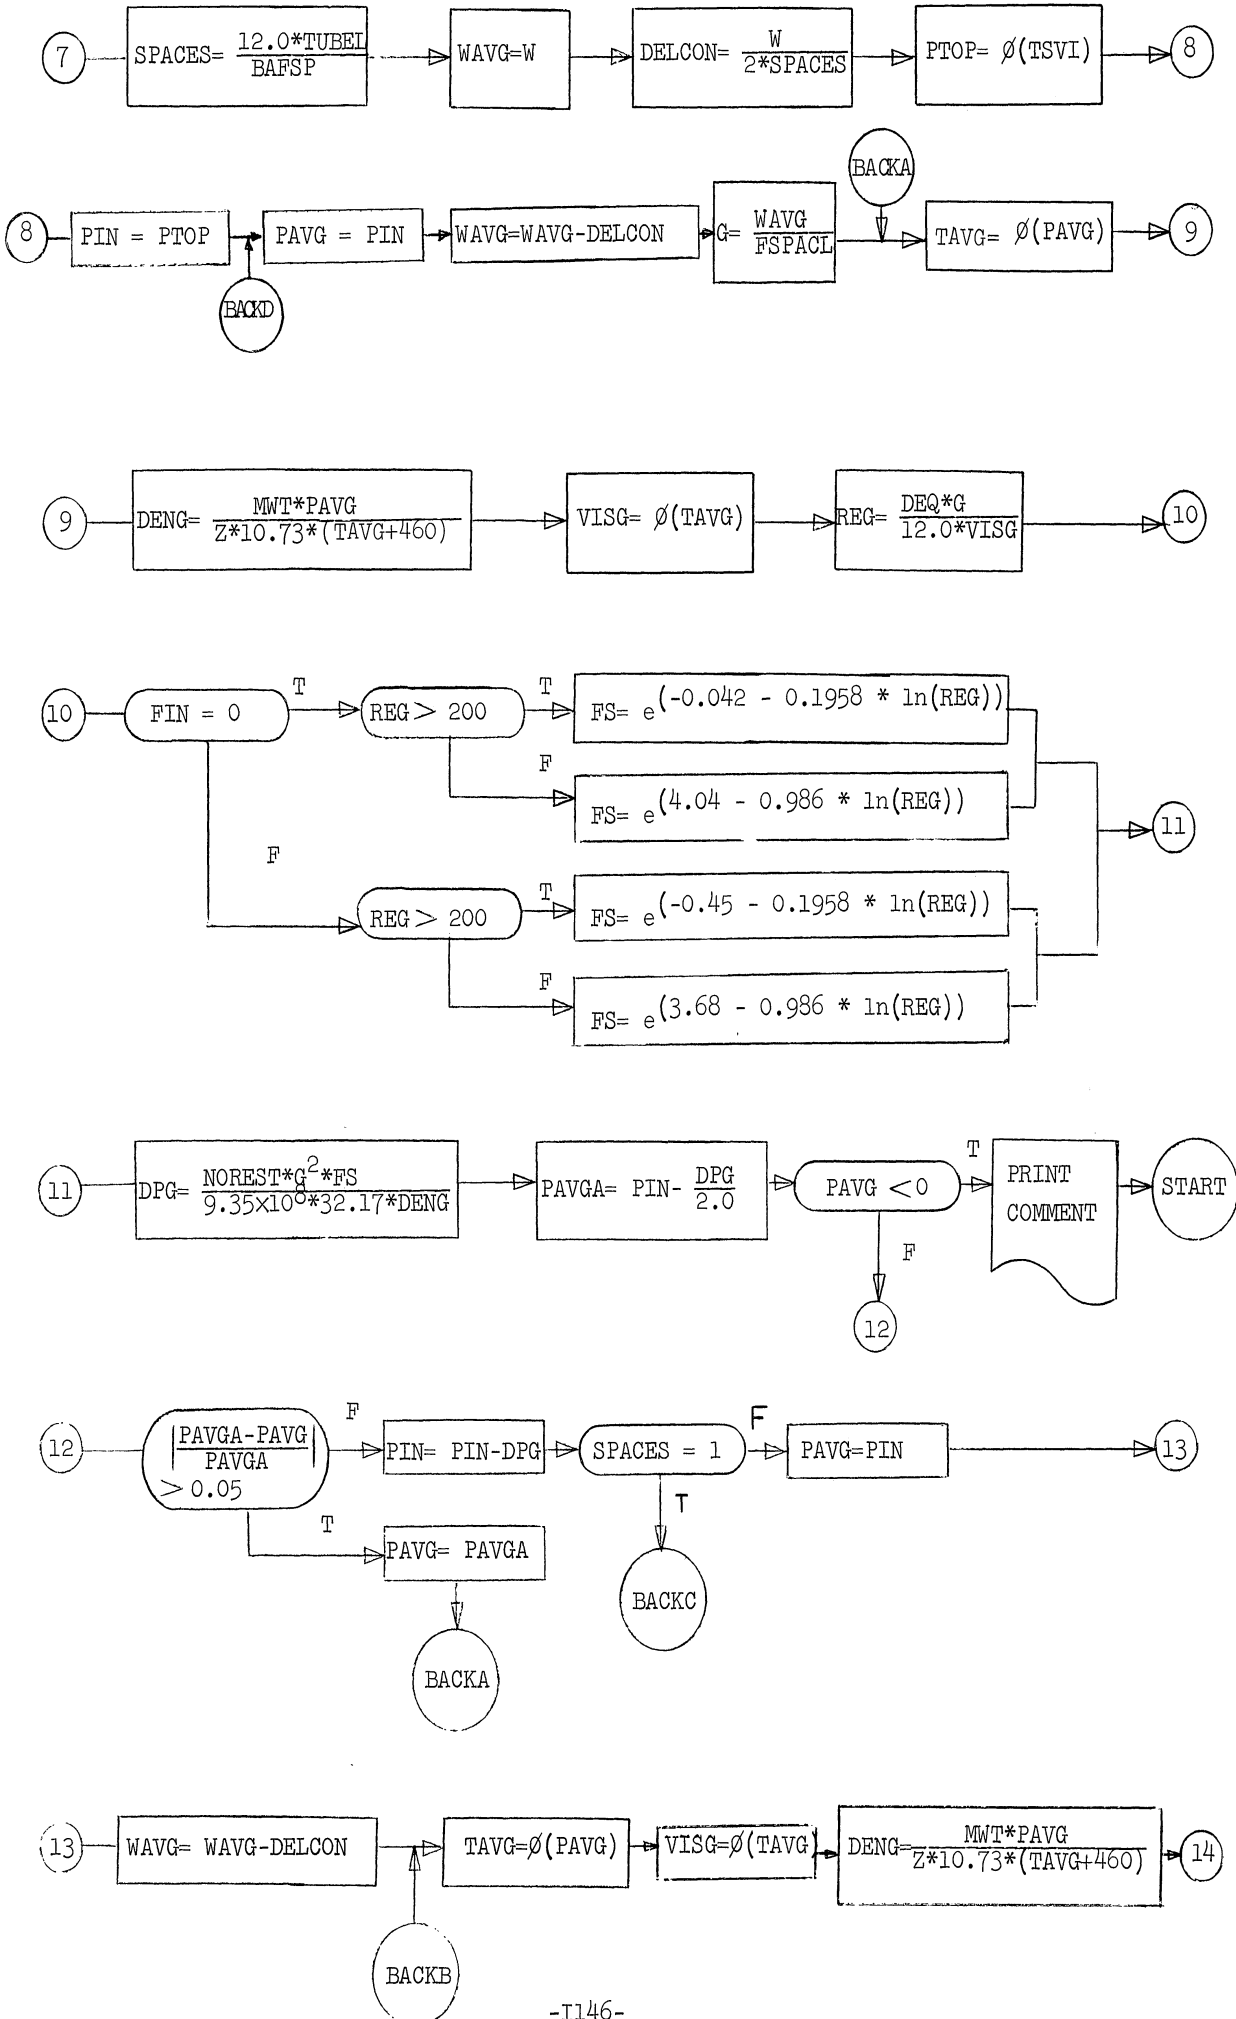 7 SPACES= 12.0*TUBEL / BAFSP WAVG=W DELCON= W / 2*SPACES PTOP= Ø(TSVI) 8
BACKA
8 PIN = PTOP PAVG = PIN WAVG=WAVG-DELCON G= WAVG / FSPACL TAVG= Ø(PAVG) 9
BACKD
9 DENG= MWT*PAVG / Z*10.73*(TAVG+460) VISG= Ø(TAVG) REG= DEQ*G / 12.0*VISG 10
10 FIN = 0 T REG > 200 T FS= e^(-0.042 - 0.1958 * ln(REG))
F FS= e^(4.04 - 0.986 * ln(REG))
11
F REG > 200 T FS= e^(-0.45 - 0.1958 * ln(REG))
F FS= e^(3.68 - 0.986 * ln(REG))
11 DPG= NOREST*G^2*FS / 9.35x10^8*32.17*DENG PAVGA= PIN- DPG / 2.0 PAVG < 0 T PRINT COMMENT START
F
12
12 |PAVGA-PAVG / PAVGA| > 0.05 F PIN= PIN-DPG SPACES = 1 F PAVG=PIN 13
T PAVG= PAVGA T
BACKC
BACKA
13 WAVG= WAVG-DELCON TAVG=Ø(PAVG) VISG=Ø(TAVG) DENG= MWT*PAVG / Z*10.73*(TAVG+460) 14
BACKB
-I146-